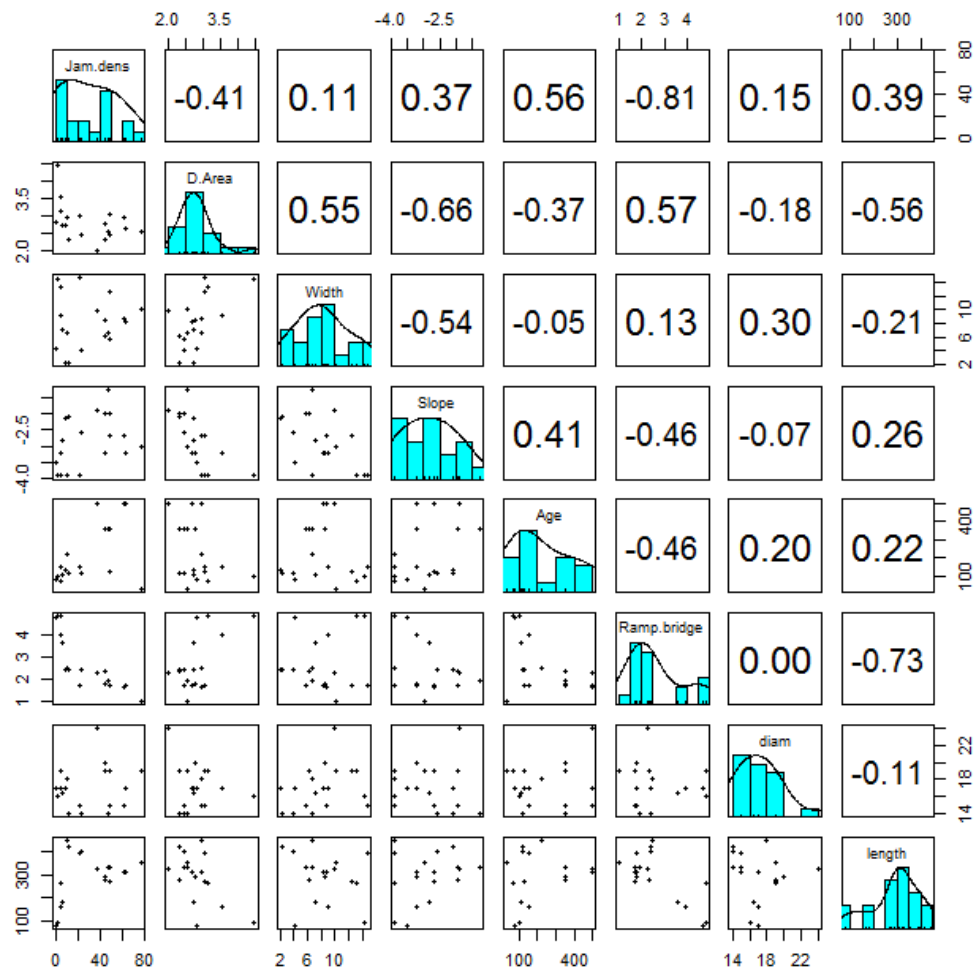 2.0 3.5 -4.0 -2.5 1 2 3 4 100 300
Jam.dens -0.41 0.11 0.37 0.56 -0.81 0.15 0.39 0 40 80
2.0 3.5 D.Area 0.55 -0.66 -0.37 0.57 -0.18 -0.56
Width -0.54 -0.05 0.13 0.30 -0.21 2 6 10
-4.0 -2.5 Slope 0.41 -0.46 -0.07 0.26
Age -0.46 0.20 0.22 100 400
1 2 3 4 Ramp.bridge 0.00 -0.73
diam -0.11 14 18 22
100 300 length
0 40 80 2 6 10 100 400 14 18 22